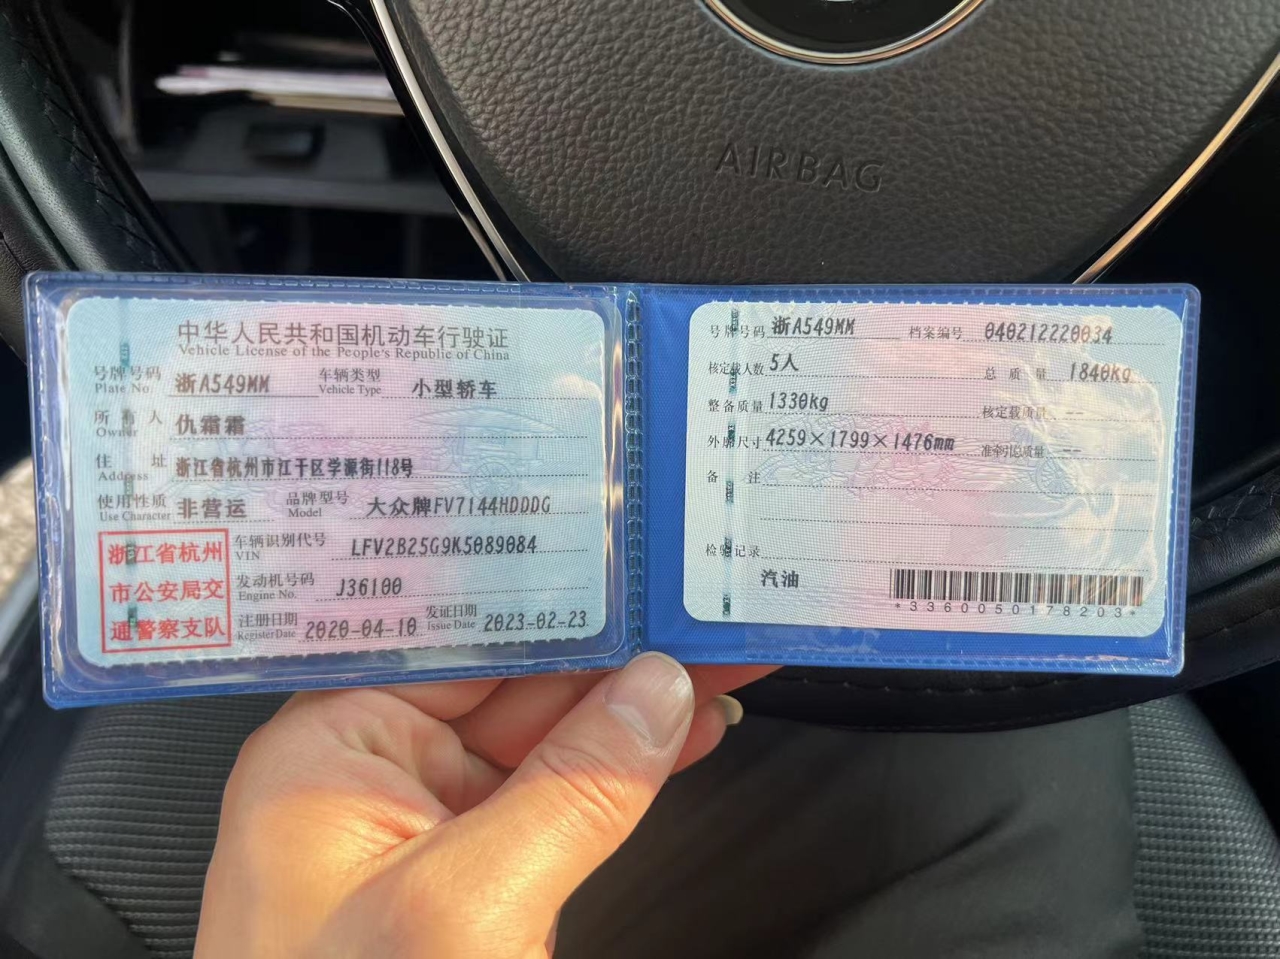 AIRBAG
中华人民共和国机动车行驶证
Vehicle License of the People's Republic of China
号牌号码 浙A549MM 车辆类型 小型轿车
Plate No. Vehicle Type
所有人 仇霜霜
Owner
住址 浙江省杭州市江干区学源街118号
Address
使用性质 非营运 品牌型号 大众牌FV7144HDDDG
Use Character Model
浙江省杭州
市公安局交
通警察支队
车辆识别代号 LFV2B25G9K5089084
VIN
发动机号码 J36100
Engine No.
注册日期 2020-04-10 发证日期 2023-02-23
Register Date Issue Date
号牌号码 浙A549MM 档案编号 040212220034
核定载人数 5人 总质量 1840kg
整备质量 1330kg 核定载质量 --
外廓尺寸 4259×1799×1476mm 准牵引总质量 --
备注
检验记录
汽油
*3360050178203*